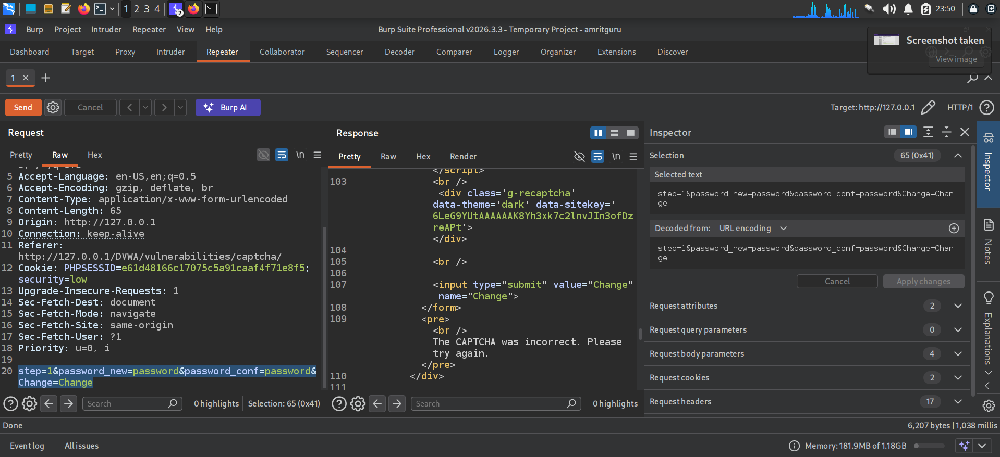 1 2 3 4 2 23:50
Burp Project Intruder Repeater View Help Burp Suite Professional v2026.3.3 - Temporary Project - amritguru
Screenshot taken
View image
Dashboard Target Proxy Intruder Repeater Collaborator Sequencer Decoder Comparer Logger Organizer Extensions Discover
1 × +
Send Cancel < > Burp AI Target: http://127.0.0.1 HTTP/1 ?
Request
Pretty Raw Hex \n
5 Accept-Language: en-US,en;q=0.5
6 Accept-Encoding: gzip, deflate, br
7 Content-Type: application/x-www-form-urlencoded
8 Content-Length: 65
9 Origin: http://127.0.0.1
10 Connection: keep-alive
11 Referer:
http://127.0.0.1/DVWA/vulnerabilities/captcha/
12 Cookie: PHPSESSID=e61d48166c17075c5a91caaf4f71e8f5;
security=low
13 Upgrade-Insecure-Requests: 1
14 Sec-Fetch-Dest: document
15 Sec-Fetch-Mode: navigate
16 Sec-Fetch-Site: same-origin
17 Sec-Fetch-User: ?1
18 Priority: u=0, i
19
20 step=1&password_new=password&password_conf=password&
Change=Change
Search 0 highlights Selection: 65 (0x41)
Response
Pretty Raw Hex Render \n
</script>
103 <br />
<div class='g-recaptcha'
data-theme='dark' data-sitekey='
6LeG9YUtAAAAAAK8Yh3xk7c2lnvJIn3ofDz
reAPt'>
</div>
104
105 <br />
106
107 <input type="submit" value="Change"
name="Change">
108 </form>
109 <pre>
<br />
The CAPTCHA was incorrect. Please
try again.
</pre>
110 </div>
111
Search 0 highlights
Inspector
Selection 65 (0x41)
Selected text
step=1&password_new=password&password_conf=password&Change=Chan
ge
Decoded from: URL encoding
step=1&password_new=password&password_conf=password&Change=Chan
ge
Cancel Apply changes
Request attributes 2
Request query parameters 0
Request body parameters 4
Request cookies 2
Request headers 17
Inspector
Notes
Explanations
Done 6,207 bytes | 1,038 millis
Event log All issues Memory: 181.9MB of 1.18GB